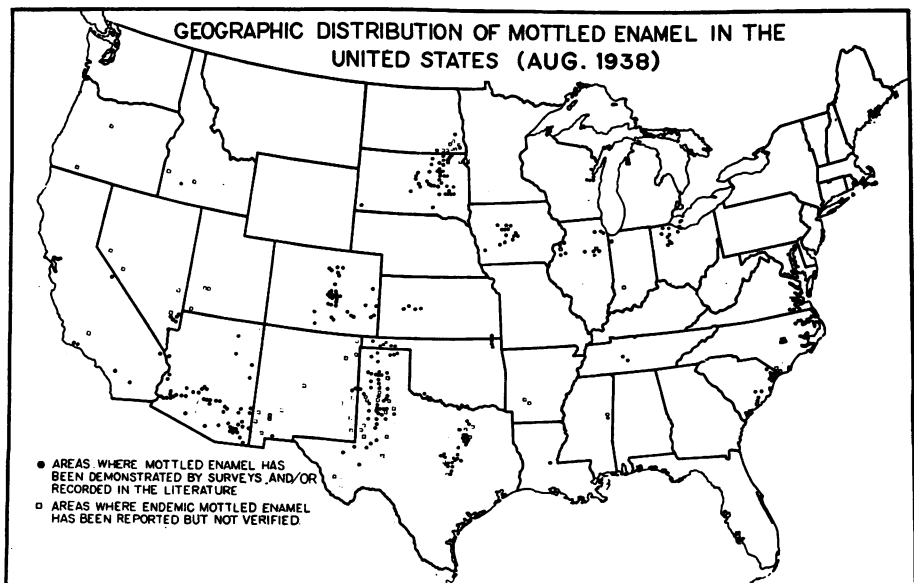 GEOGRAPHIC DISTRIBUTION OF MOTTLED ENAMEL IN THE
UNITED STATES (AUG. 1938)
● AREAS WHERE MOTTLED ENAMEL HAS
BEEN DEMONSTRATED BY SURVEYS AND/OR
RECORDED IN THE LITERATURE
□ AREAS WHERE ENDEMIC MOTTLED ENAMEL
HAS BEEN REPORTED BUT NOT VERIFIED.